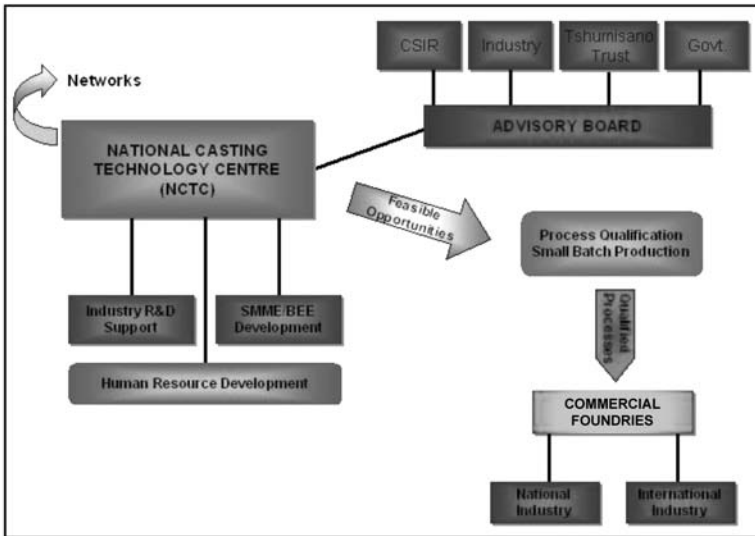 CSIR
Industry
Tshumisano
Trust
Govt.
Networks
ADVISORY BOARD
NATIONAL CASTING
TECHNOLOGY CENTRE
(NCTC)
Feasible
Opportunities
Process Qualification
Small Batch Production
Industry R&D
Support
SMME/BEE
Development
Qualified
Processes
Human Resource Development
COMMERCIAL
FOUNDRIES
National
Industry
International
Industry